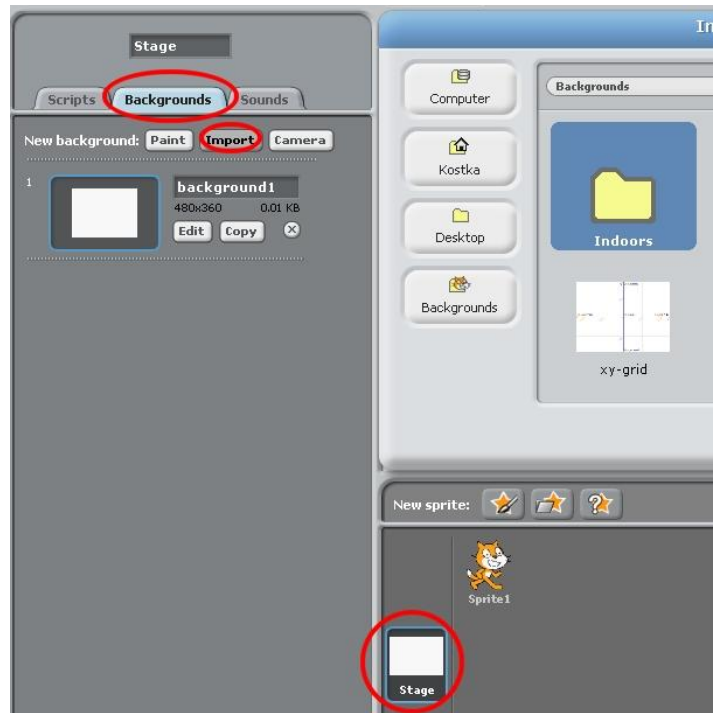 Stage
Scripts Backgrounds Sounds
New background: Paint Import Camera
1
background1
480x360 0.01 KB
Edit Copy
In
Computer
Kostka
Desktop
Backgrounds
Backgrounds
Indoors
xy-grid
New sprite:
Sprite1
Stage